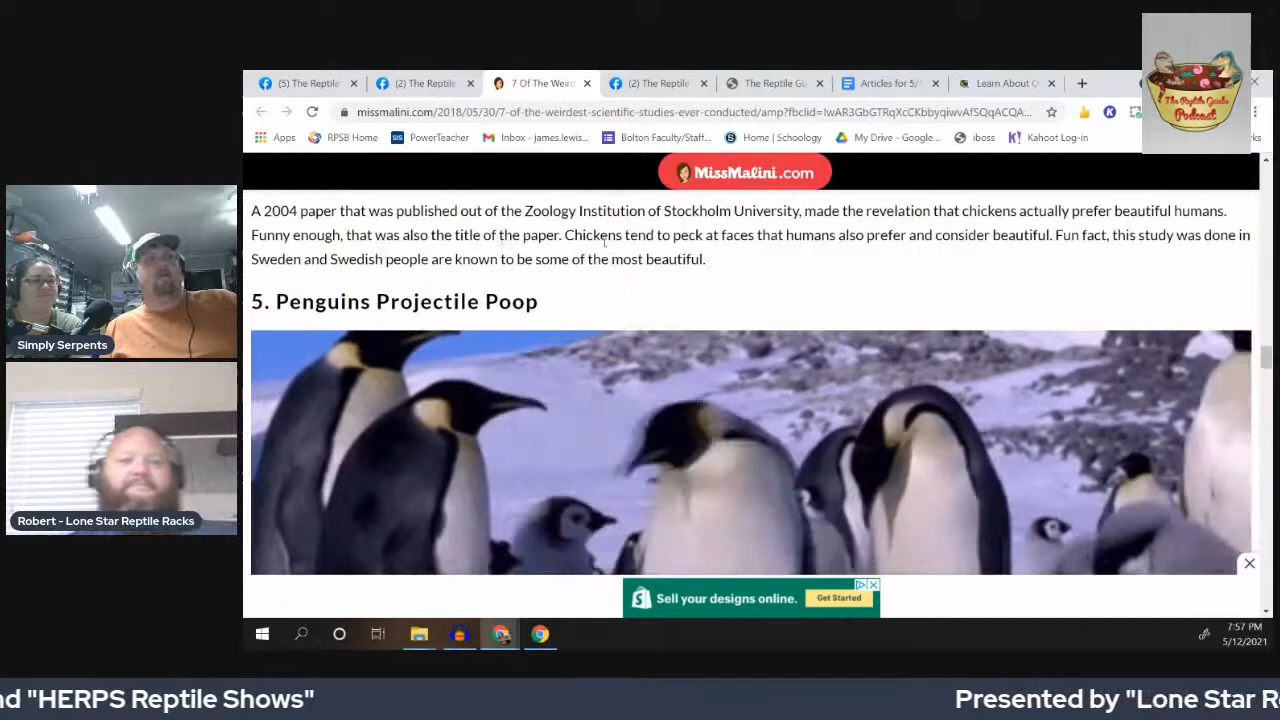 The Reptile Gumbo
Podcast
(5) The Reptile
(2) The Reptile
7 Of The Weird
(2) The Reptile
The Reptile Gu
Articles for 5/
Learn About C
missmalini.com/2018/05/30/7-of-the-weirdest-scientific-studies-ever-conducted/amp?fbclid=IwAR3GbGTRqXcCKbbyqiwvAfSQqACQA...
Apps
RPSB Home
SIS
PowerTeacher
Inbox - james.lewis...
Bolton Faculty/Staff...
Home | Schoology
My Drive - Google...
iboss
Kahoot Log-in
MissMalini.com
A 2004 paper that was published out of the Zoology Institution of Stockholm University, made the revelation that chickens actually prefer beautiful humans.
Funny enough, that was also the title of the paper. Chickens tend to peck at faces that humans also prefer and consider beautiful. Fun fact, this study was done in
Sweden and Swedish people are known to be some of the most beautiful.
5. Penguins Projectile Poop
Simply Serpents
Robert - Lone Star Reptile Racks
Sell your designs online.
Get Started
7:57 PM
5/12/2021
nd "HERPS Reptile Shows"
Presented by "Lone Star R